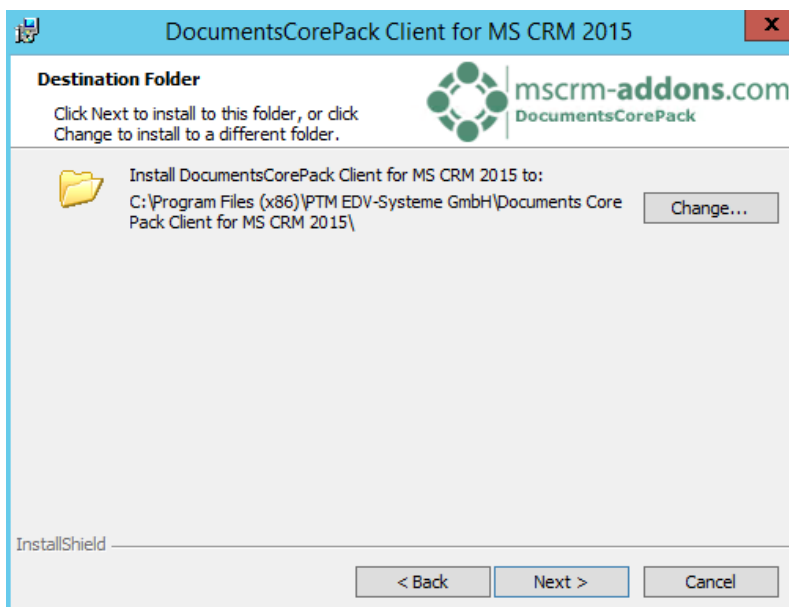 DocumentsCorePack Client for MS CRM 2015
x
Destination Folder
Click Next to install to this folder, or click
Change to install to a different folder.
mscrm-addons.com
DocumentsCorePack
Install DocumentsCorePack Client for MS CRM 2015 to:
C:\Program Files (x86)\PTM EDV-Systeme GmbH\Documents Core
Pack Client for MS CRM 2015\
Change...
InstallShield
< Back
Next >
Cancel